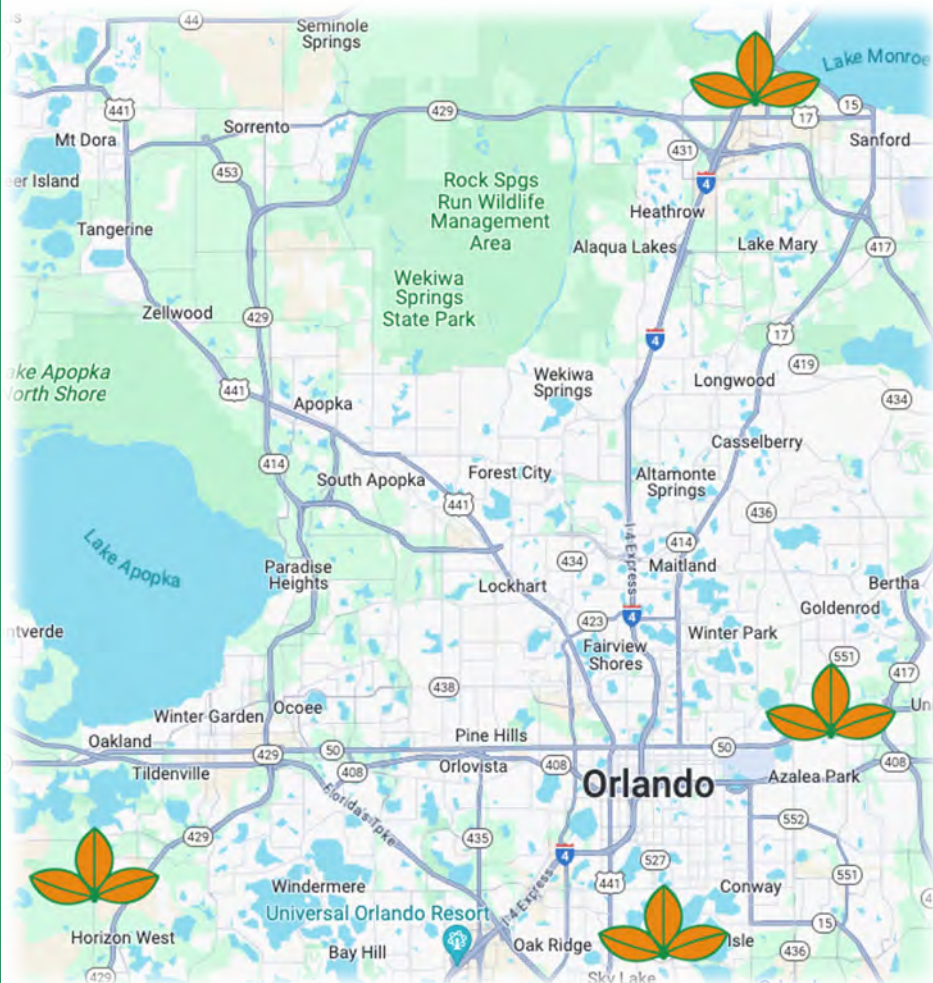 44
Seminole
Springs
Lake Monroe
441
429
15
17
Mt Dora
Sorrento
431
Sanford
453
4
er Island
Rock Spgs
Run Wildlife
Management
Area
Heathrow
Tangerine
Alaqua Lakes
Lake Mary
417
Wekiwa
Springs
State Park
Zellwood
429
17
4
419
ake Apopka
North Shore
441
Wekiwa
Springs
Longwood
434
Apopka
Casselberry
414
South Apopka
Forest City
Altamonte
Springs
441
436
I-4 Express
414
Lake Apopka
434
Maitland
Paradise
Heights
Lockhart
Bertha
Goldenrod
423
4
ntverde
Fairview
Shores
Winter Park
551
417
438
Winter Garden
Ocoee
Un
Oakland
Pine Hills
429
50
50
Tildenville
408
Orlovista
408
Orlando
Azalea Park
408
Florida's Tpke
552
429
435
4
527
441
551
Windermere
Conway
I-4 Express
Universal Orlando Resort
15
Horizon West
Bay Hill
Oak Ridge
Isle
436
429
Sky Lake